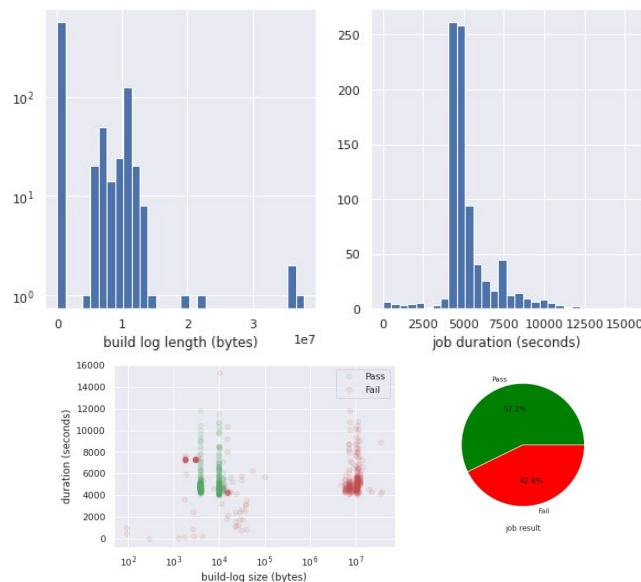 10²
10¹
10⁰
0 1 2 3
1e7
build log length (bytes)
250
200
150
100
50
0
0 2500 5000 7500 10000 12500 15000
job duration (seconds)
16000
14000
12000
10000
8000
6000
4000
2000
0
duration (seconds)
Pass
Fail
10² 10³ 10⁴ 10⁵ 10⁶ 10⁷
build-log size (bytes)
Pass
57.2%
42.8%
Fail
job result